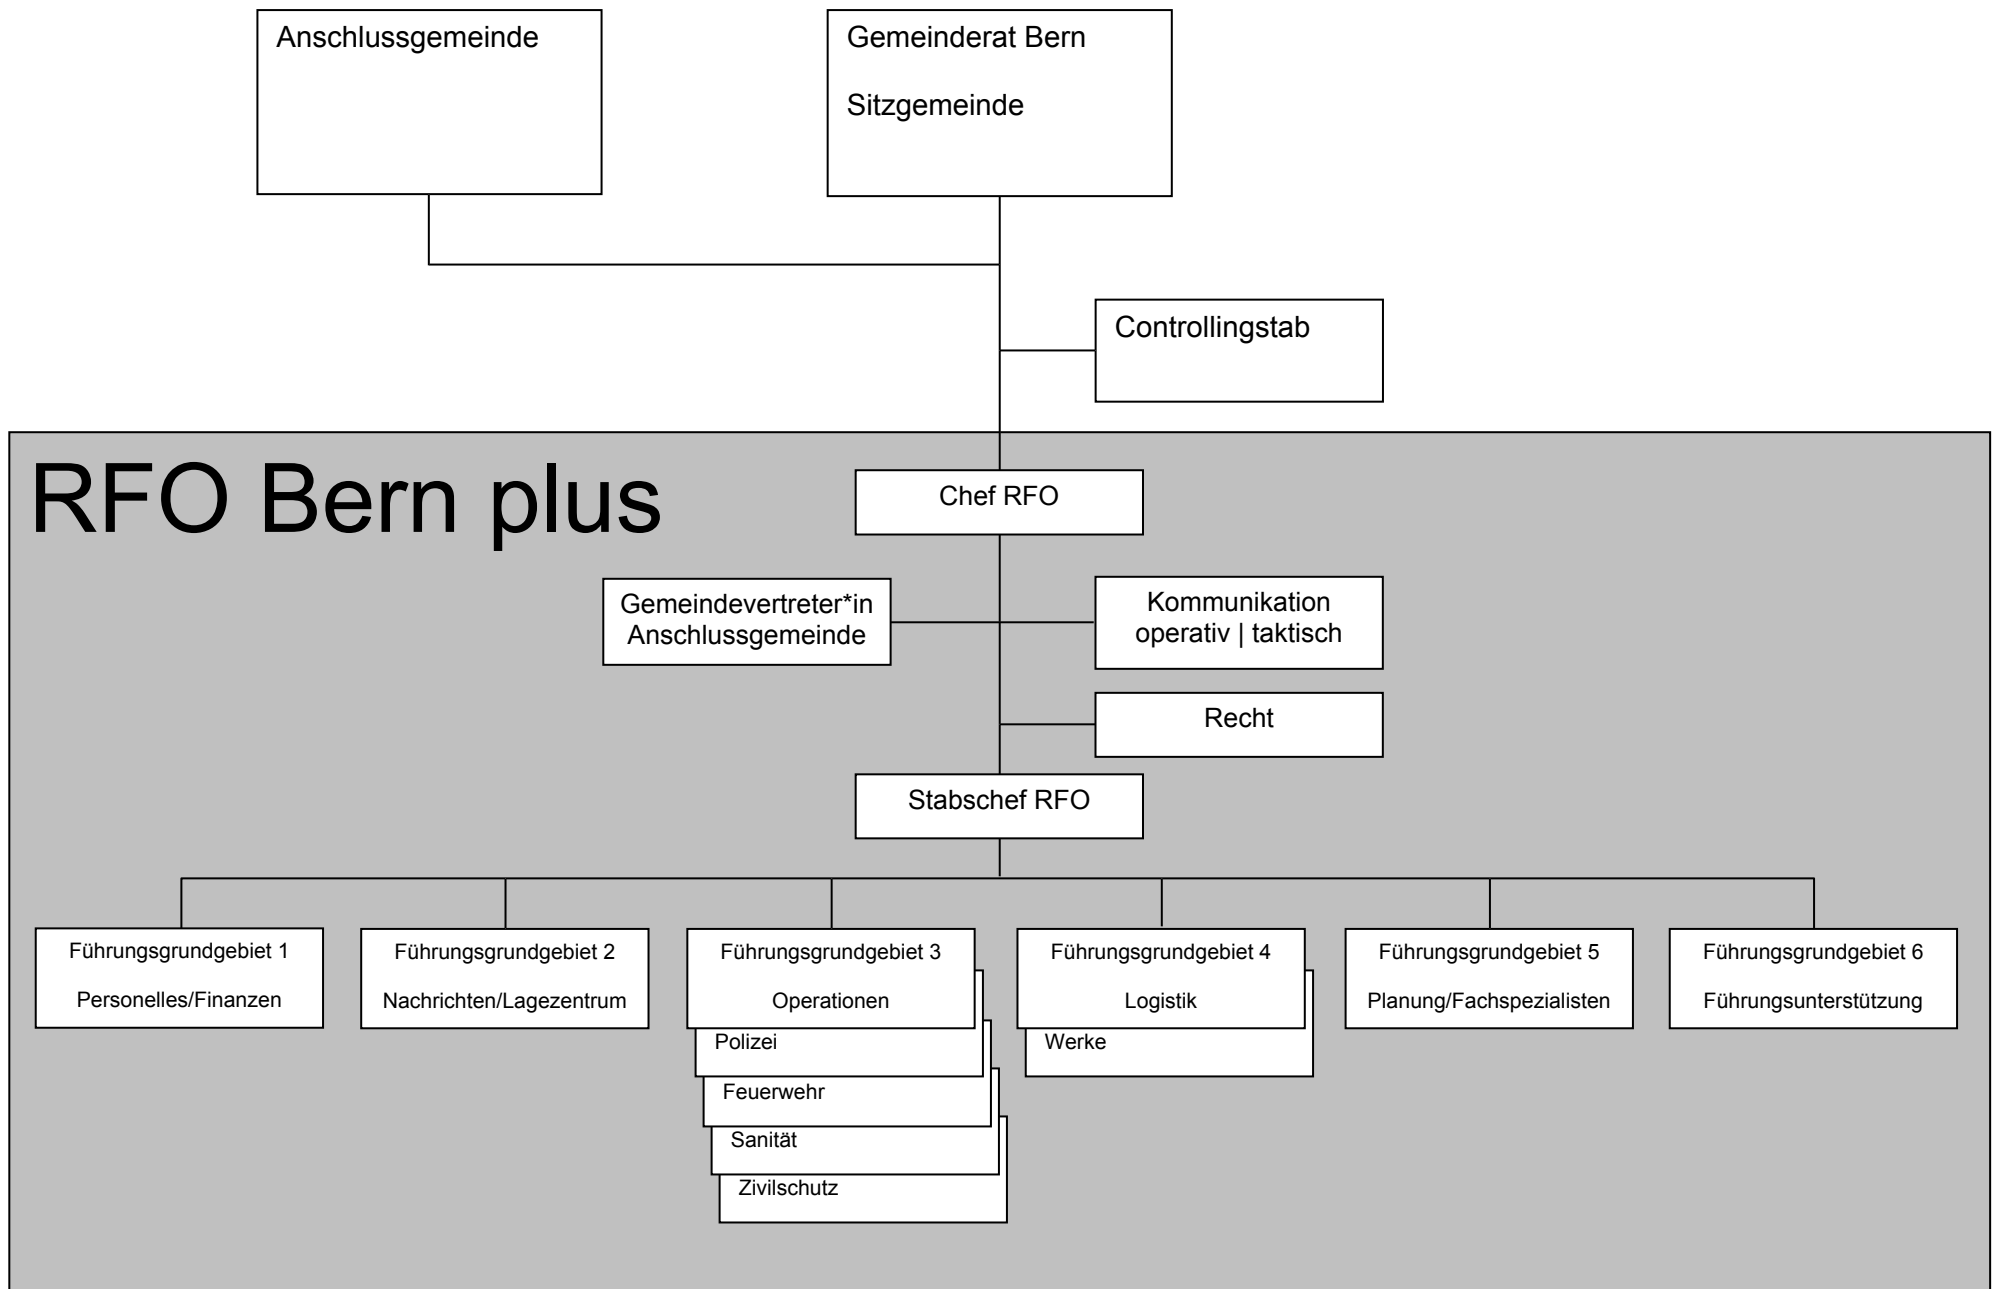 Anschlussgemeinde
Gemeinderat Bern
Sitzgemeinde
Controllingstab
RFO Bern plus
Chef RFO
Gemeindevertreter*in
Anschlussgemeinde
Kommunikation
operativ | taktisch
Recht
Stabschef RFO
Führungsgrundgebiet 1
Personelles/Finanzen
Führungsgrundgebiet 2
Nachrichten/Lagezentrum
Führungsgrundgebiet 3
Operationen
Polizei
Feuerwehr
Sanität
Zivilschutz
Führungsgrundgebiet 4
Logistik
Werke
Führungsgrundgebiet 5
Planung/Fachspezialisten
Führungsgrundgebiet 6
Führungsunterstützung